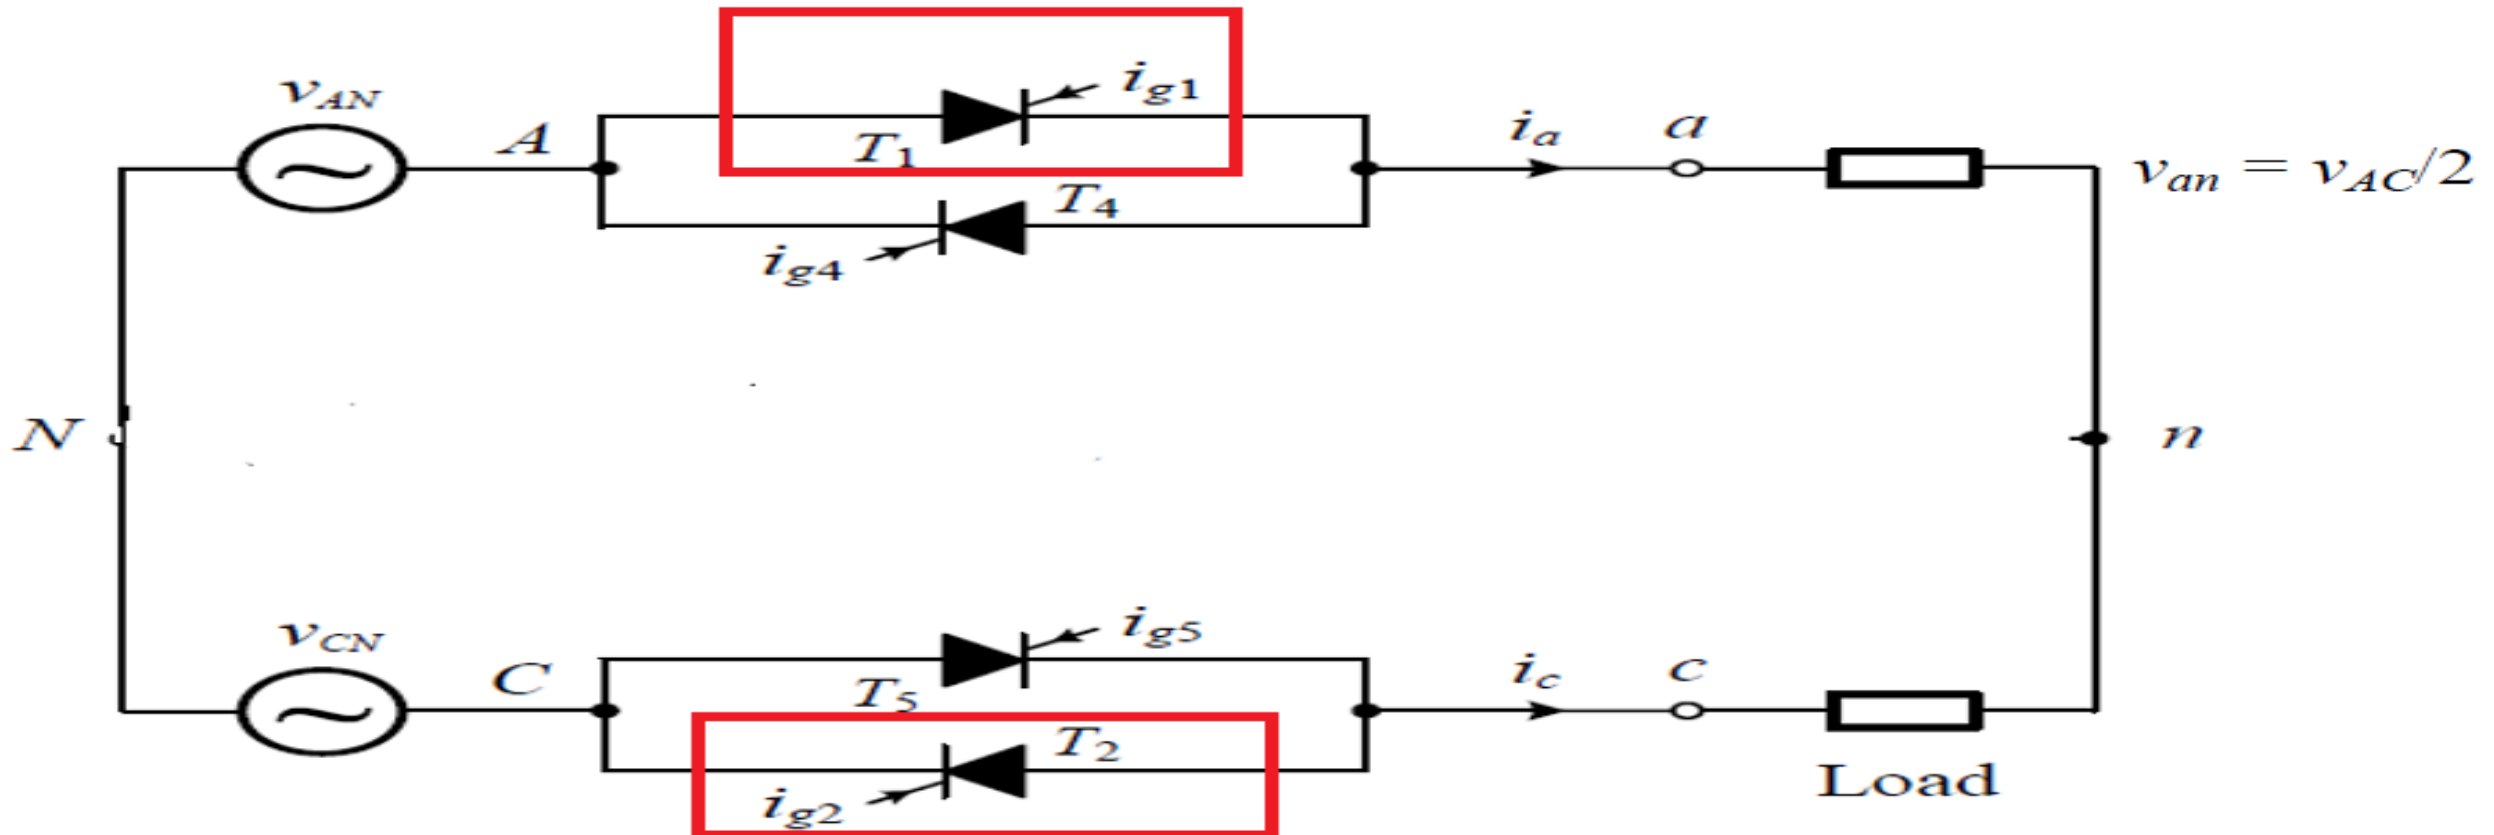 v_AN
A
T_1
i_g1
T_4
i_g4
i_a
a
v_an = v_AC/2
N
n
v_CN
C
T_5
i_g5
T_2
i_g2
i_c
c
Load